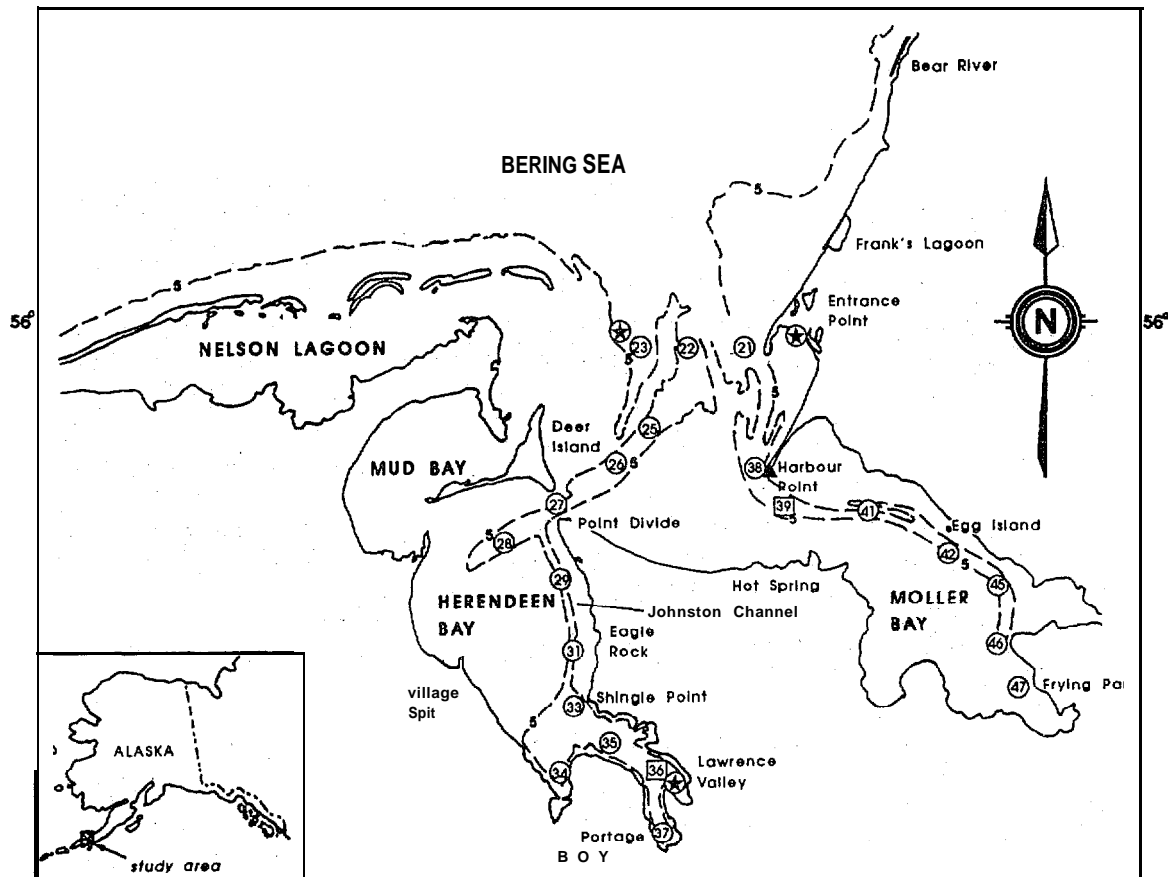 Bear River
BERING SEA
5
Frank's Lagoon
5
56°
56°
Entrance
Point
N
NELSON LAGOON
23
22
21
5
5
Deer
Island
25
MUD BAY
26
5
38
Harbour
Point
27
39
5
41
Point Divide
Egg Island
5
28
42
5
29
Hot Spring
45
HERENDEEN
BAY
Johnston Channel
MOLLER
BAY
Eagle
Rock
31
46
village
Spit
Shingle Point
33
47
Frying Pa
5
35
ALASKA
34
36
Lawrence
Valley
37
Portage
BOY
study area